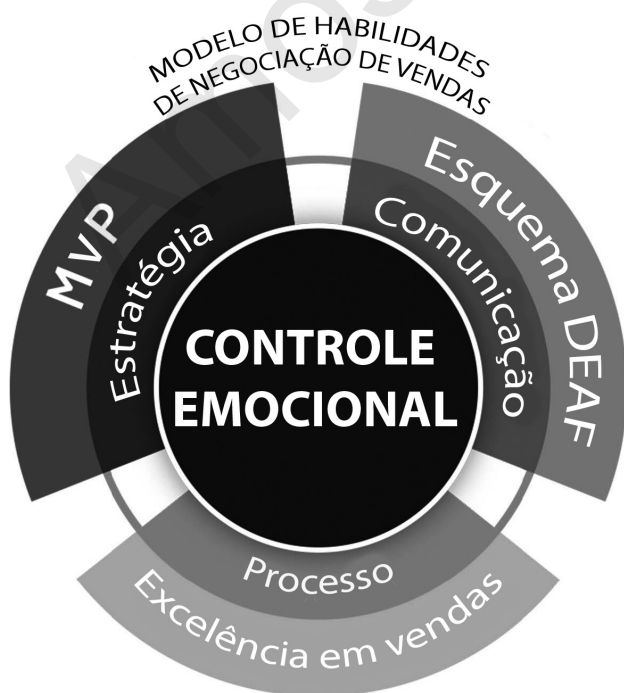 MODELO DE HABILIDADES
DE NEGOCIAÇÃO DE VENDAS
MVP
Estratégia
Esquema DEAF
Comunicação
CONTROLE
EMOCIONAL
Processo
Excelência em vendas